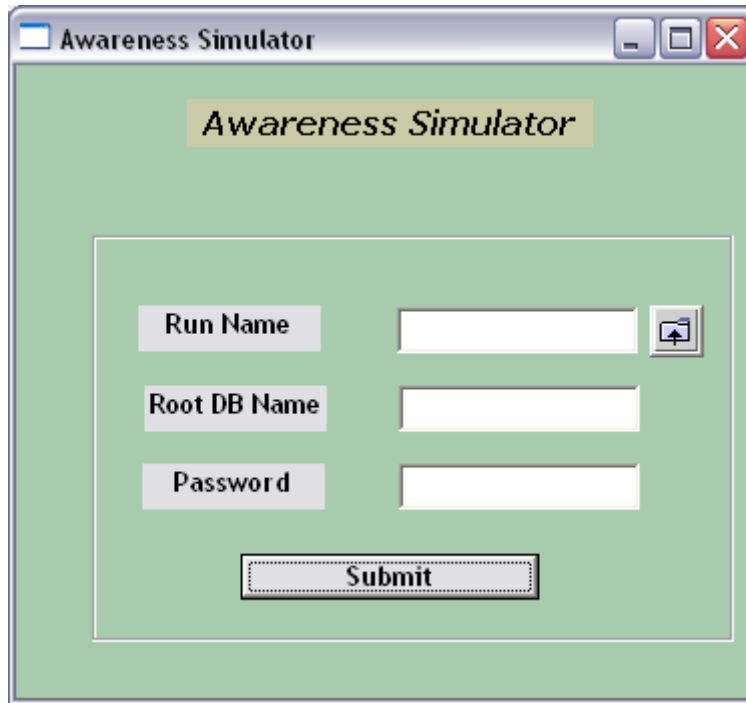 Awareness Simulator
Awareness Simulator
Run Name
Root DB Name
Password
Submit